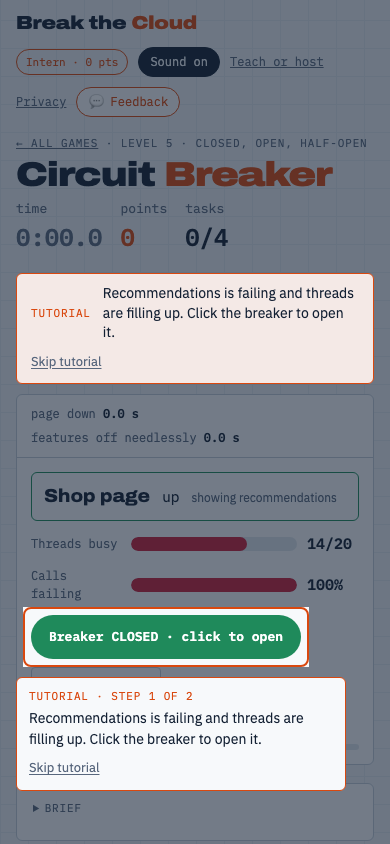 Break the Cloud
Intern · 0 pts
Sound on
Teach or host
Privacy
💬 Feedback
← ALL GAMES · LEVEL 5 · CLOSED, OPEN, HALF-OPEN
Circuit Breaker
time points tasks
0:00.0 0 0/4
TUTORIAL
Recommendations is failing and threads
are filling up. Click the breaker to open
it.
Skip tutorial
page down 0.0 s
features off needlessly 0.0 s
Shop page up showing recommendations
Threads busy 14/20
Calls
failing
100%
Breaker CLOSED · click to open
TUTORIAL · STEP 1 OF 2
Recommendations is failing and threads are
filling up. Click the breaker to open it.
Skip tutorial
▶ BRIEF